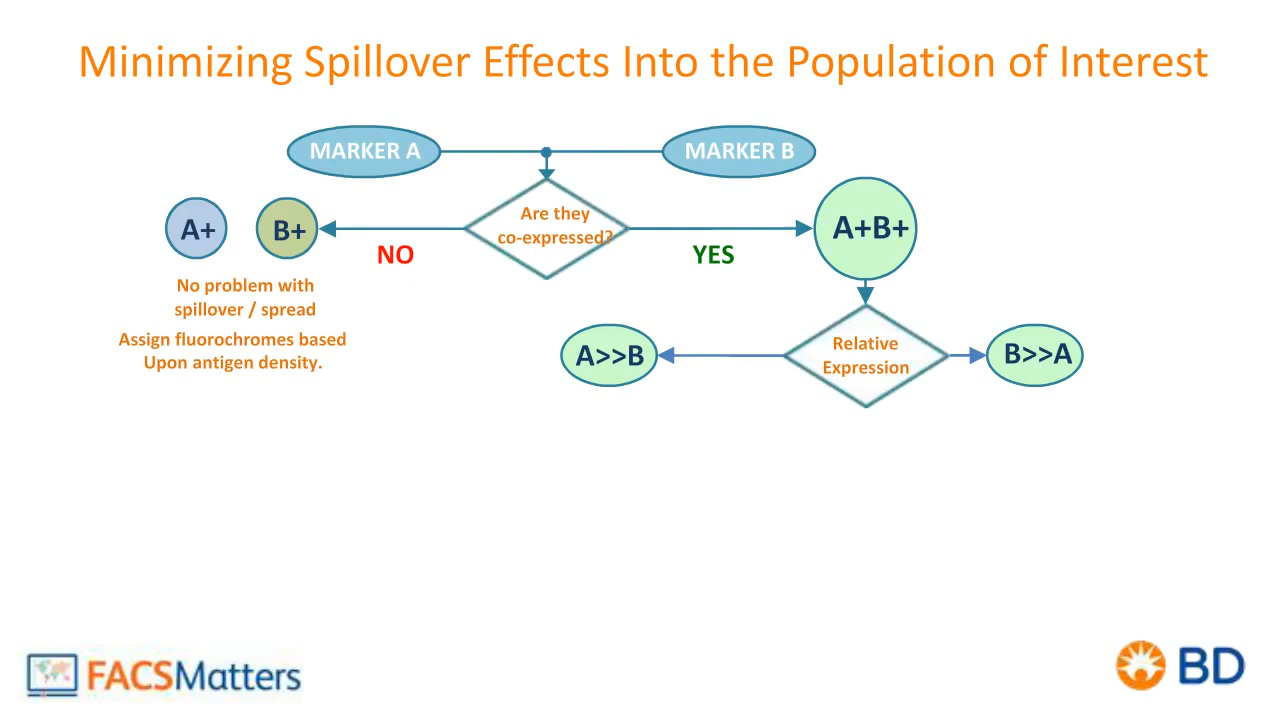 Minimizing Spillover Effects Into the Population of Interest
MARKER A
MARKER B
Are they
co-expressed?
A+
B+
NO
YES
A+B+
No problem with
spillover / spread
Assign fluorochromes based
Upon antigen density.
A>>B
Relative
Expression
B>>A
FACSMatters
BD